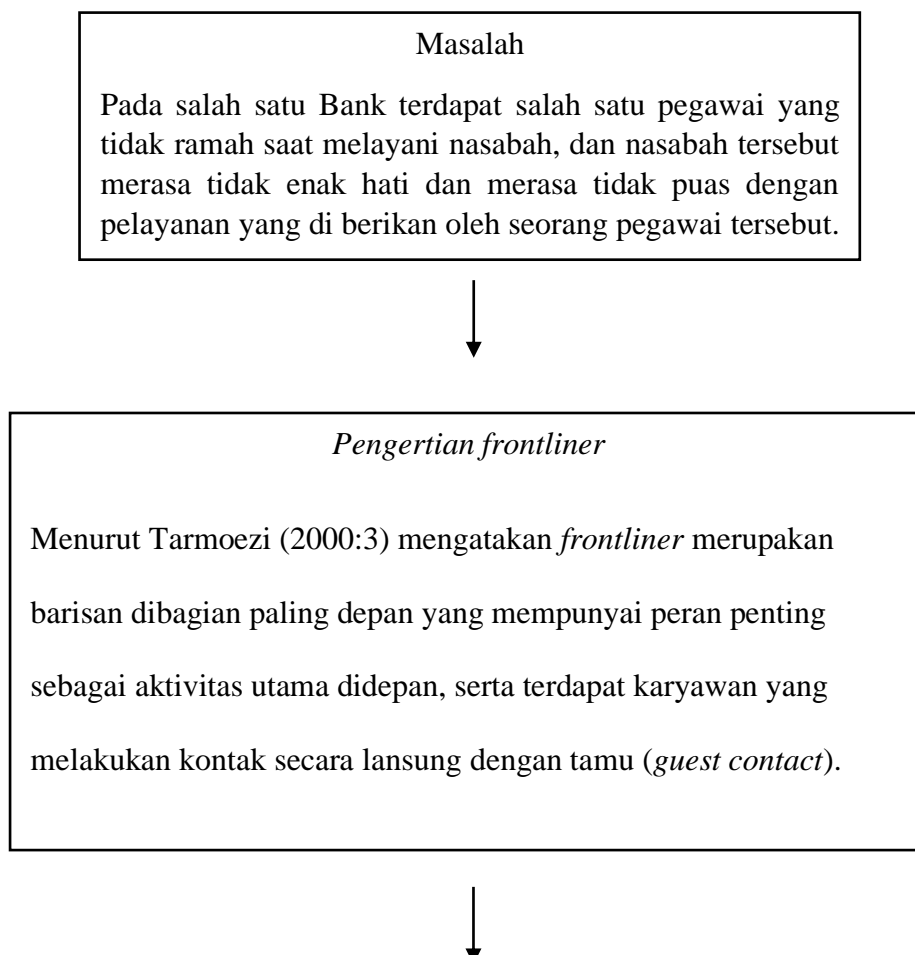 Masalah
Pada salah satu Bank terdapat salah satu pegawai yang
tidak ramah saat melayani nasabah, dan nasabah tersebut
merasa tidak enak hati dan merasa tidak puas dengan
pelayanan yang di berikan oleh seorang pegawai tersebut.
Pengertian frontliner
Menurut Tarmoezi (2000:3) mengatakan frontliner merupakan
barisan dibagian paling depan yang mempunyai peran penting
sebagai aktivitas utama didepan, serta terdapat karyawan yang
melakukan kontak secara lansung dengan tamu (guest contact).